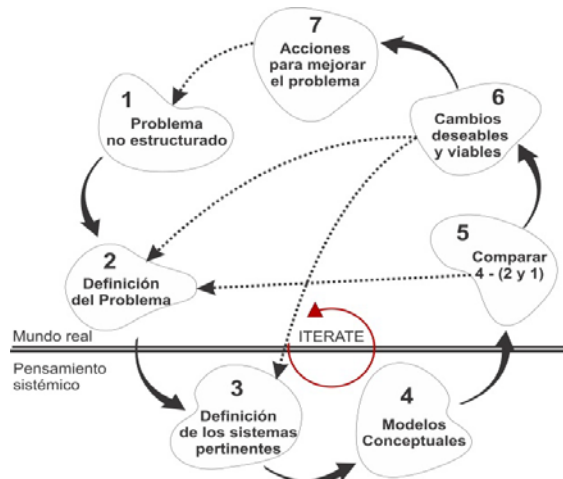 7
Acciones
para mejorar
el problema
1
Problema
no estructurado
6
Cambios
deseables
y viables
2
Definición
del Problema
5
Comparar
4 - (2 y 1)
Mundo real
ITERATE
Pensamiento
sistémico
3
Definición
de los sistemas
pertinentes
4
Modelos
Conceptuales